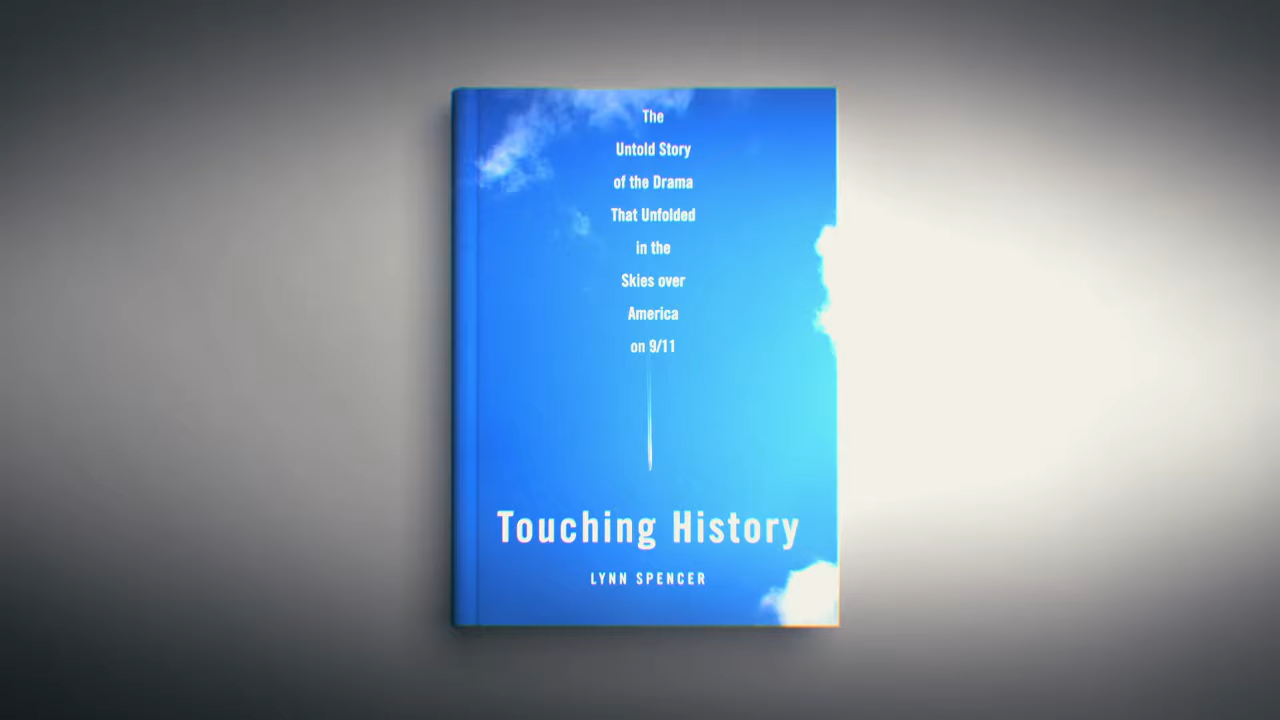 The
Untold Story
of the Drama
That Unfolded
in the
Skies over
America
on 9/11
Touching History
LYNN SPENCER